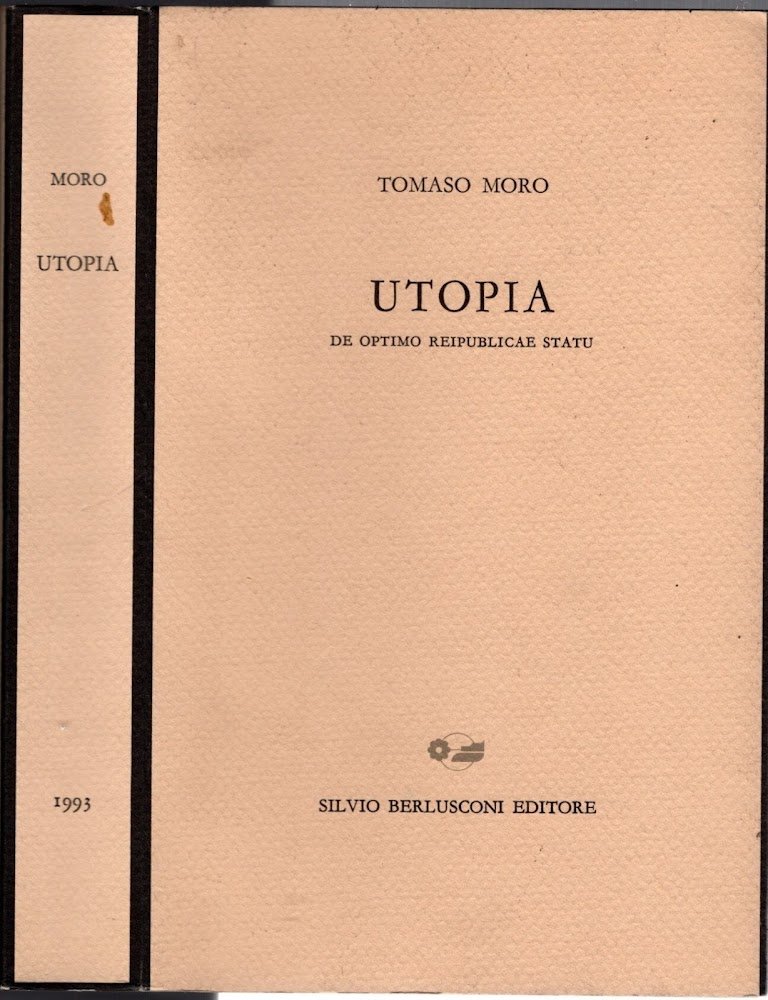 MORO
UTOPIA
1993
TOMASO MORO
UTOPIA
DE OPTIMO REIPUBLICAE STATU
SILVIO BERLUSCONI EDITORE